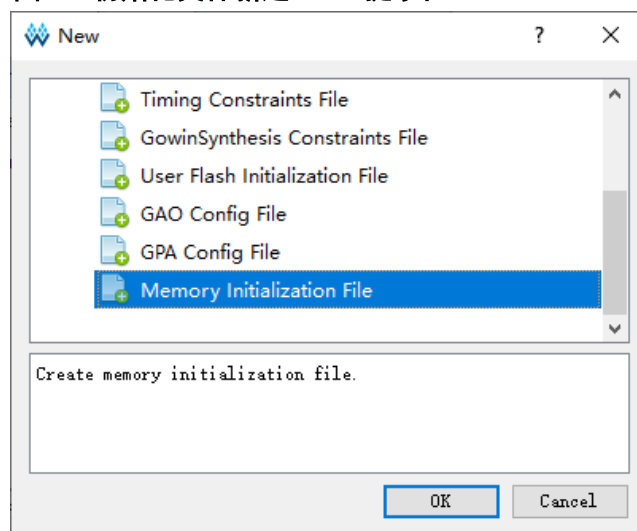 New
?
Timing Constraints File
GowinSynthesis Constraints File
User Flash Initialization File
GAO Config File
GPA Config File
Memory Initialization File
Create memory initialization file.
OK
Cancel